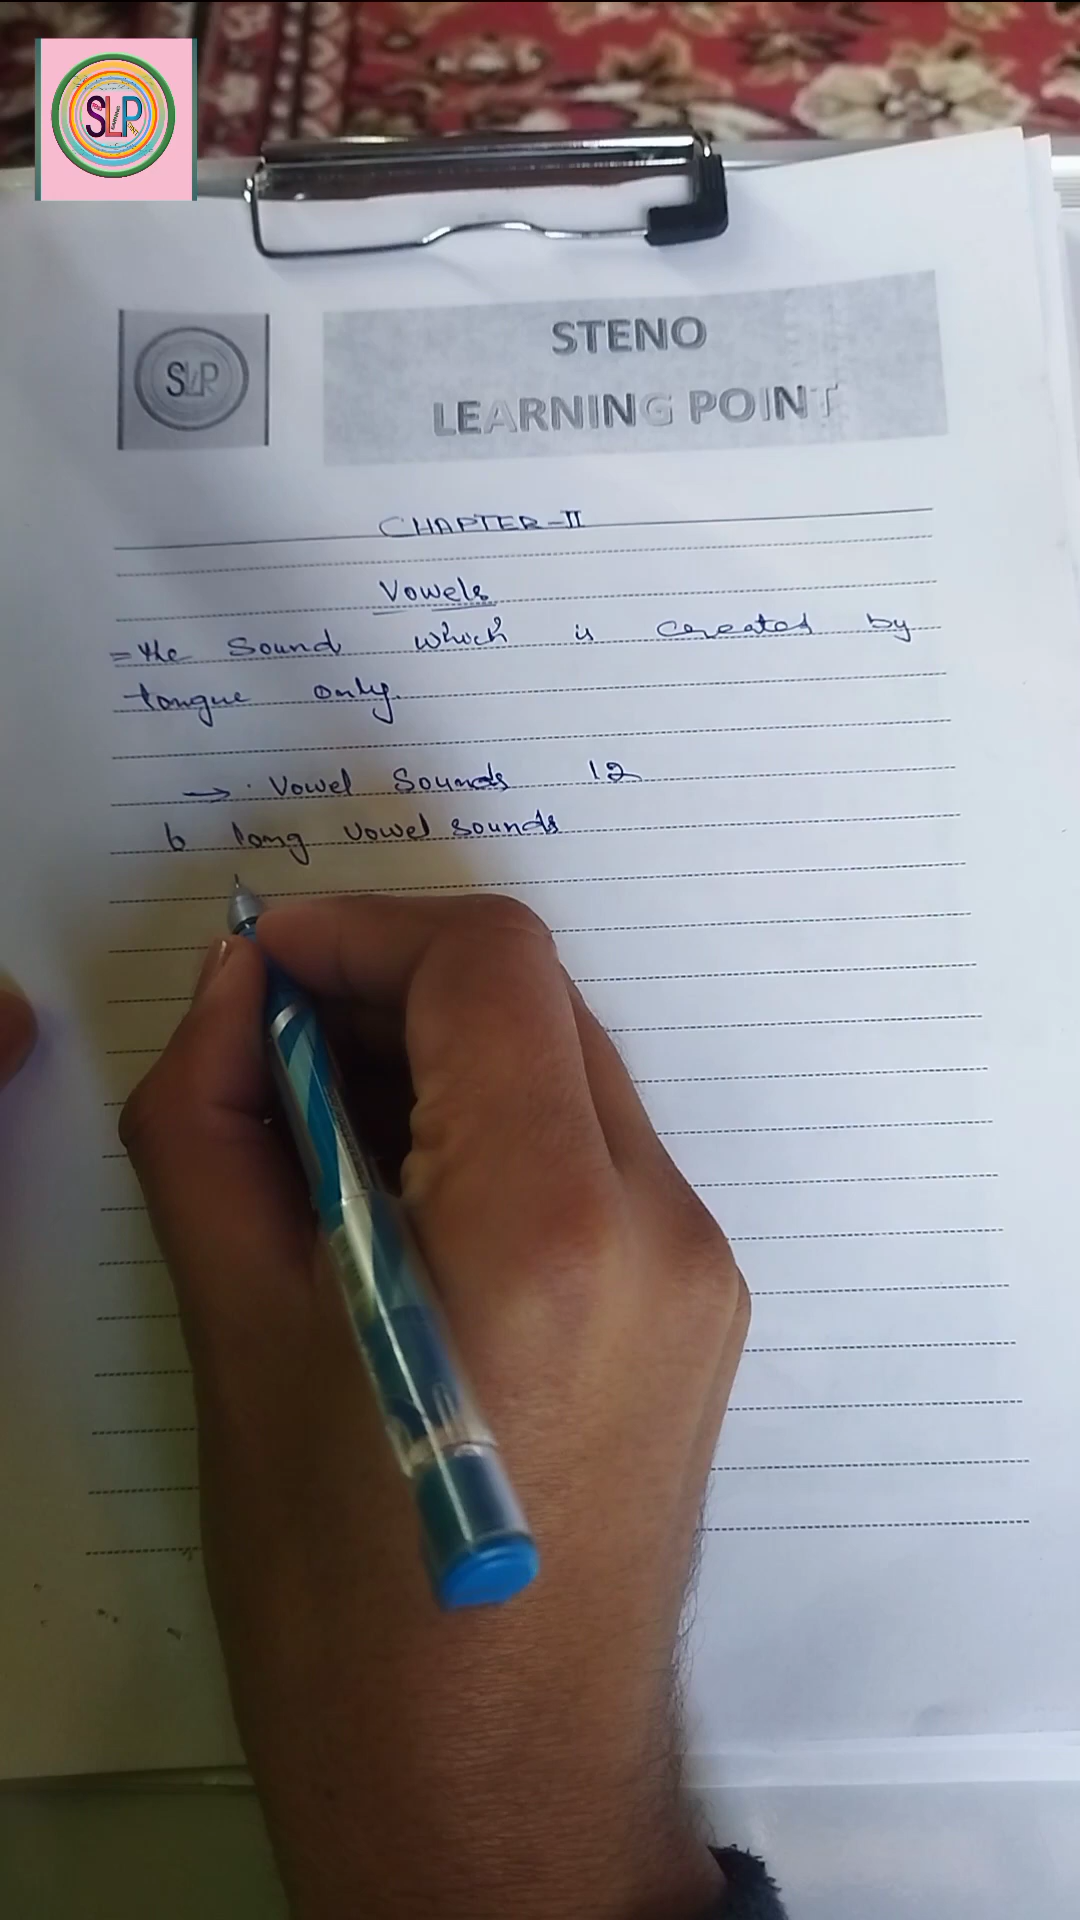 SLP
SLP
STENO
LEARNING POINT
CHAPTER-II
Vowels
= the Sound which is created by
tongue only.
→ . Vowel Sounds 12
6 long vowel sounds